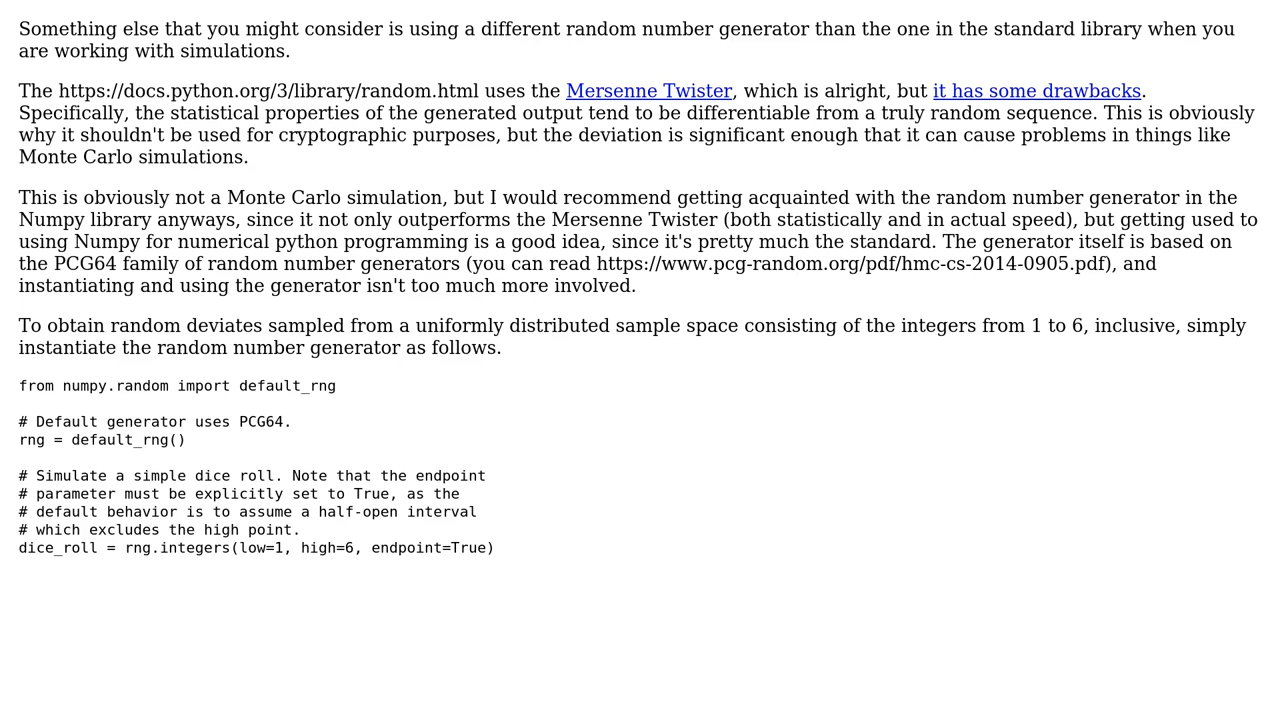 Something else that you might consider is using a different random number generator than the one in the standard library when you
are working with simulations.
The https://docs.python.org/3/library/random.html uses the Mersenne Twister, which is alright, but it has some drawbacks.
Specifically, the statistical properties of the generated output tend to be differentiable from a truly random sequence. This is obviously
why it shouldn't be used for cryptographic purposes, but the deviation is significant enough that it can cause problems in things like
Monte Carlo simulations.
This is obviously not a Monte Carlo simulation, but I would recommend getting acquainted with the random number generator in the
Numpy library anyways, since it not only outperforms the Mersenne Twister (both statistically and in actual speed), but getting used to
using Numpy for numerical python programming is a good idea, since it's pretty much the standard. The generator itself is based on
the PCG64 family of random number generators (you can read https://www.pcg-random.org/pdf/hmc-cs-2014-0905.pdf), and
instantiating and using the generator isn't too much more involved.
To obtain random deviates sampled from a uniformly distributed sample space consisting of the integers from 1 to 6, inclusive, simply
instantiate the random number generator as follows.
from numpy.random import default_rng
# Default generator uses PCG64.
rng = default_rng()
# Simulate a simple dice roll. Note that the endpoint
# parameter must be explicitly set to True, as the
# default behavior is to assume a half-open interval
# which excludes the high point.
dice_roll = rng.integers(low=1, high=6, endpoint=True)